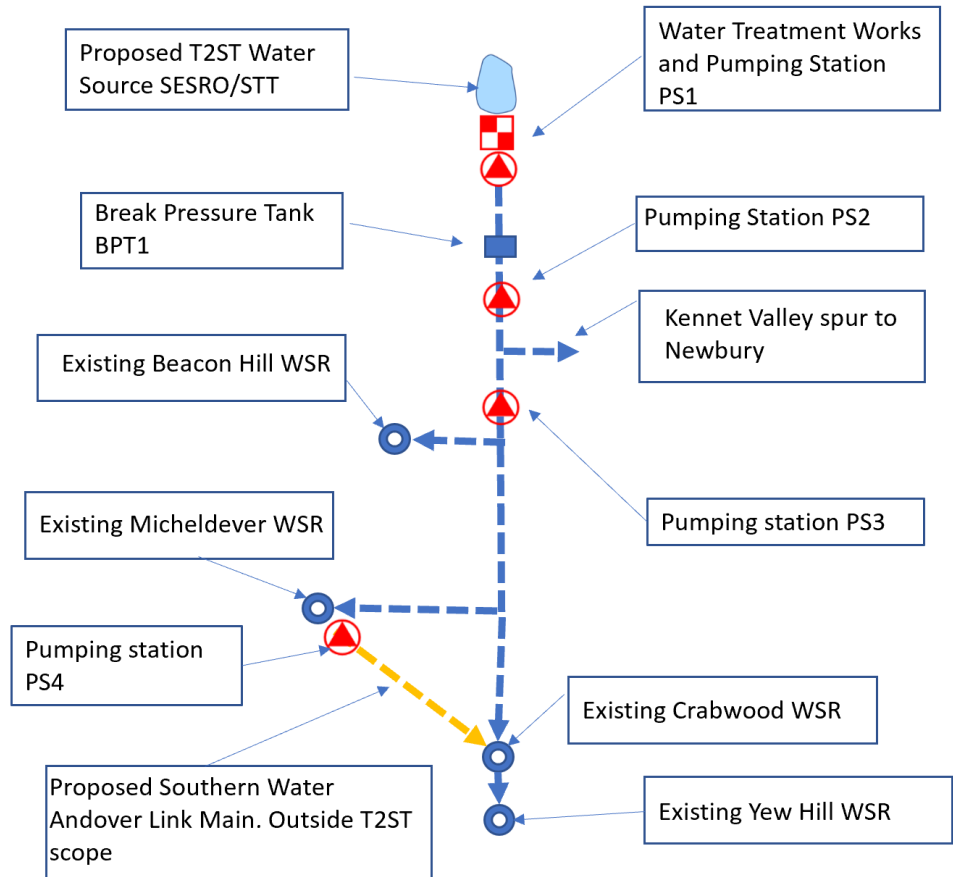 Proposed T2ST Water
Source SESRO/STT
Water Treatment Works
and Pumping Station
PS1
Break Pressure Tank
BPT1
Pumping Station PS2
Kennet Valley spur to
Newbury
Existing Beacon Hill WSR
Existing Micheldever WSR
Pumping station PS3
Pumping station
PS4
Existing Crabwood WSR
Proposed Southern Water
Andover Link Main. Outside T2ST
scope
Existing Yew Hill WSR